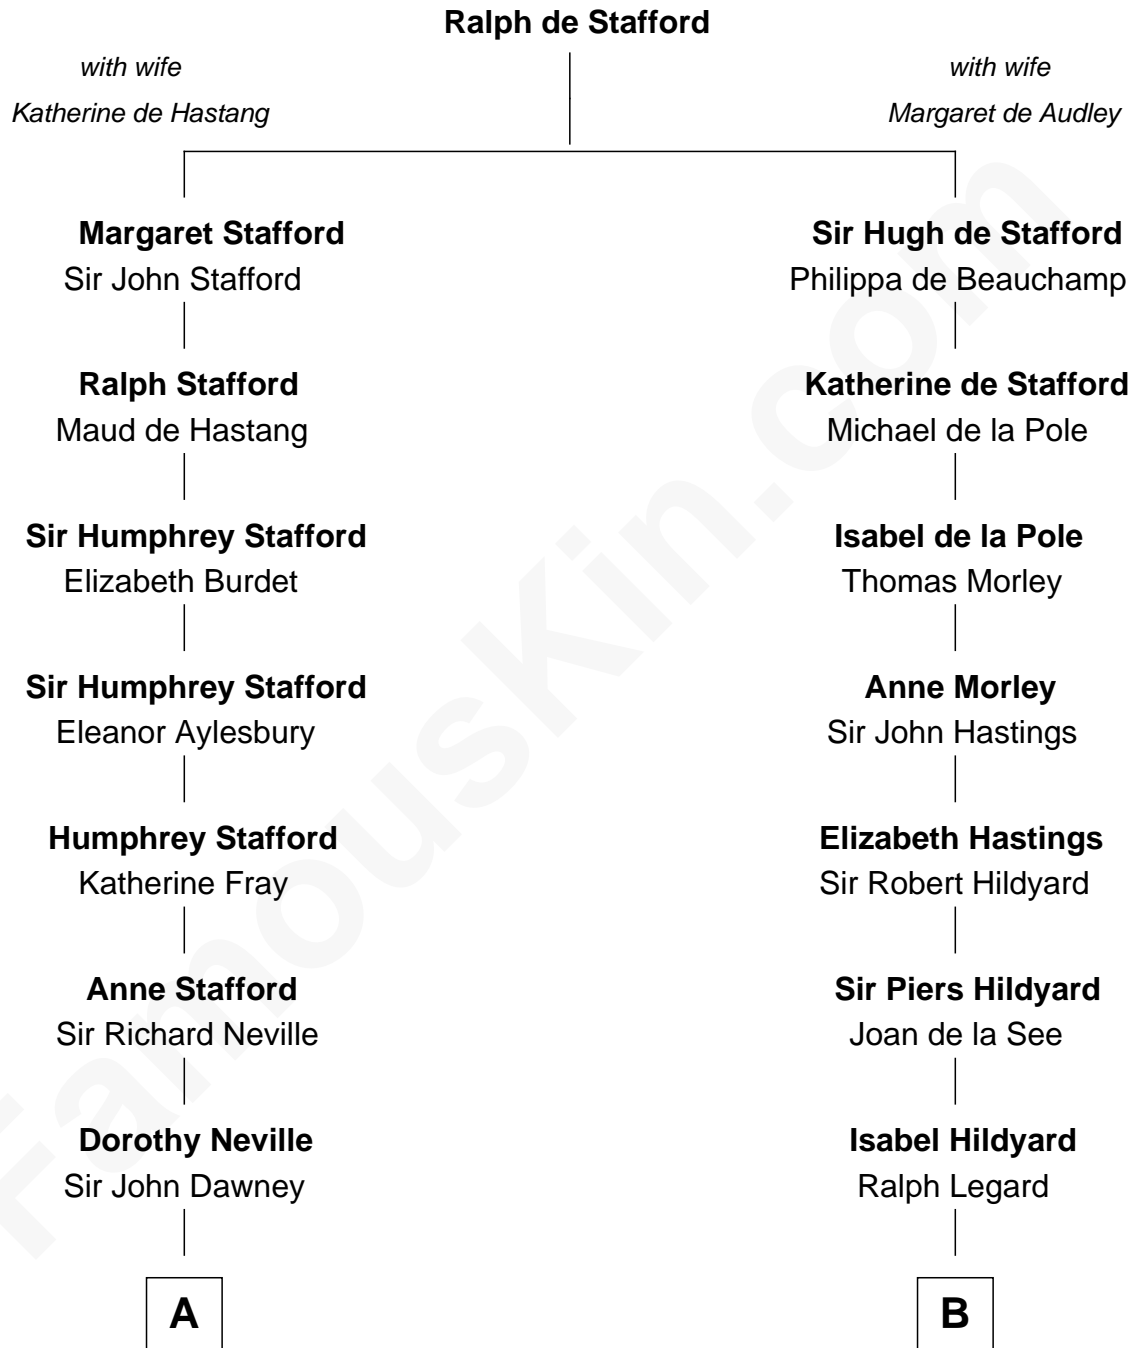 Ralph de Stafford
with wife
Katherine de Hastang
with wife
Margaret de Audley
Margaret Stafford
Sir John Stafford
Sir Hugh de Stafford
Philippa de Beauchamp
Ralph Stafford
Maud de Hastang
Katherine de Stafford
Michael de la Pole
Sir Humphrey Stafford
Elizabeth Burdet
Isabel de la Pole
Thomas Morley
Sir Humphrey Stafford
Eleanor Aylesbury
Anne Morley
Sir John Hastings
Humphrey Stafford
Katherine Fray
Elizabeth Hastings
Sir Robert Hildyard
Anne Stafford
Sir Richard Neville
Sir Piers Hildyard
Joan de la See
Dorothy Neville
Sir John Dawney
Isabel Hildyard
Ralph Legard
A
B
FamousKin.com